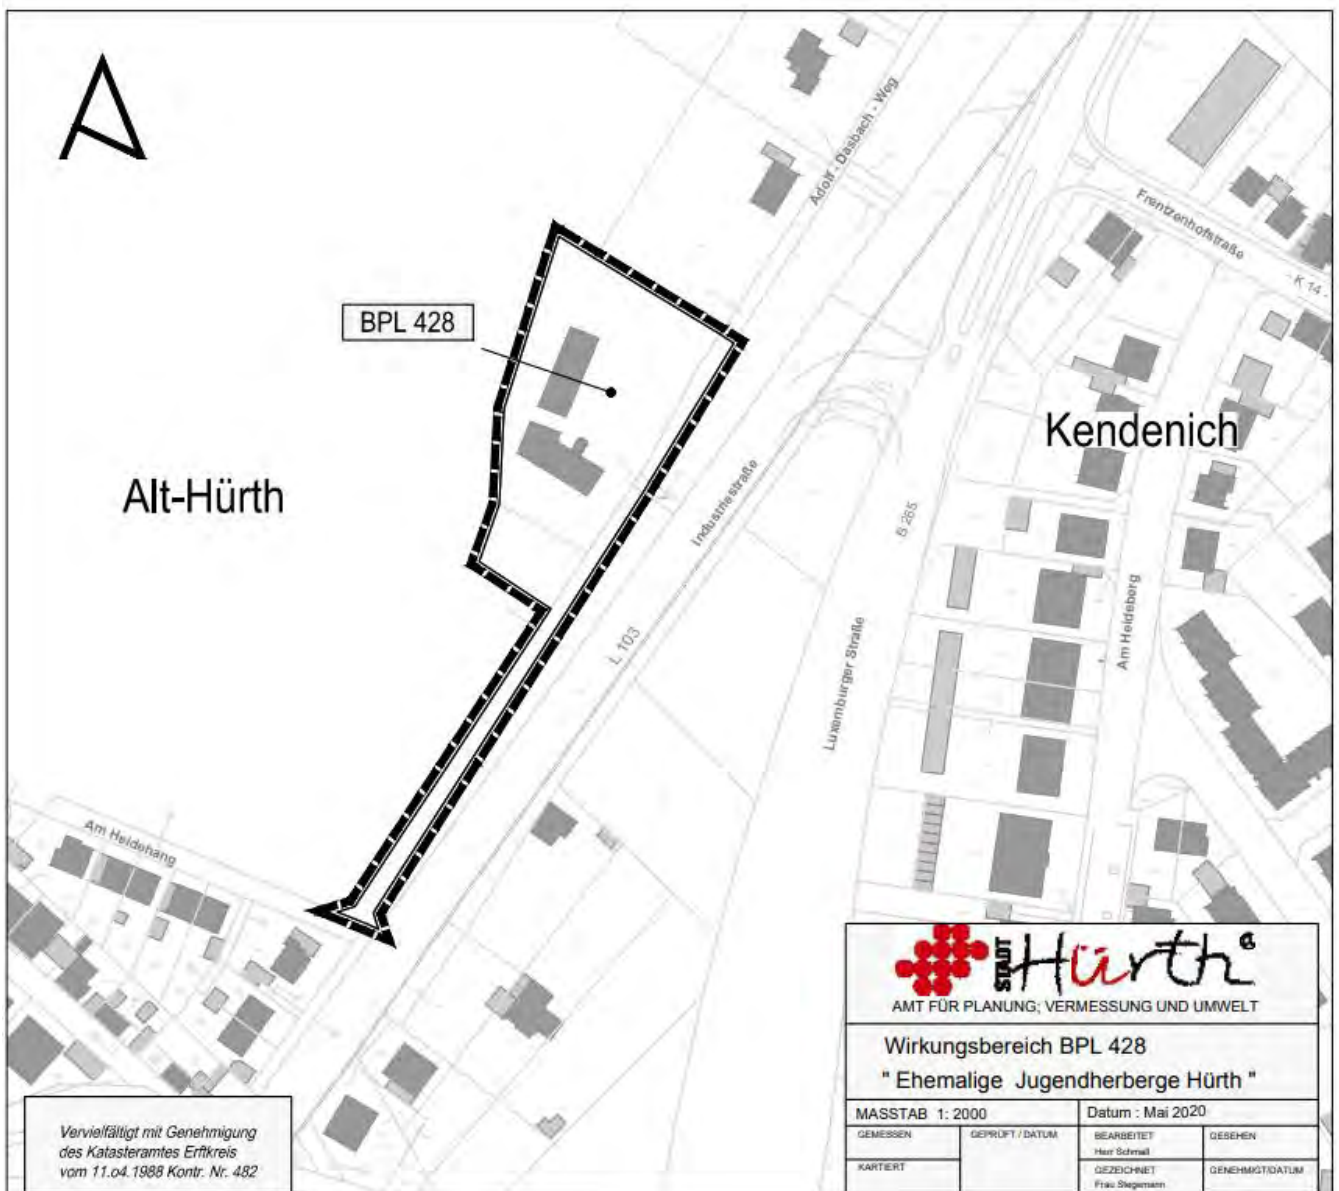 Adolf - Dasbach - Weg
Frentzenhofstraße
- K 14 -
BPL 428
Kendenich
Alt-Hürth
Industriestraße
B 265
L 103
Luxemburger Straße
Am Heideberg
Am Heidehang
STADT Hürth
AMT FÜR PLANUNG; VERMESSUNG UND UMWELT
Wirkungsbereich BPL 428
" Ehemalige Jugendherberge Hürth "
MASSTAB 1: 2000
Datum : Mai 2020
GEMESSEN
GEPRÜFT / DATUM
BEARBEITET
Herr Schmall
GESEHEN
KARTIERT
GEZEICHNET
Frau Stegemann
GENEHMIGT/DATUM
Vervielfältigt mit Genehmigung
des Katasteramtes Erftkreis
vom 11.o4.1988 Kontr. Nr. 482